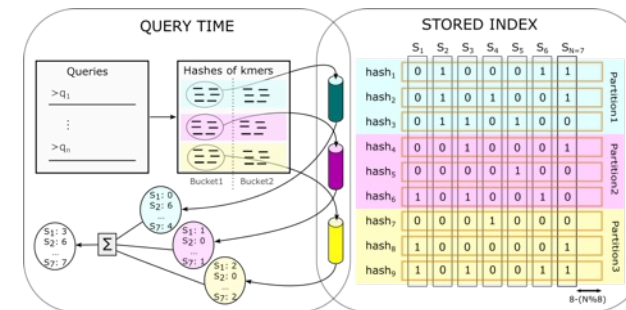 QUERY TIME
STORED INDEX
Queries
>q1
⋮
>qn
Hashes of kmers
Bucket1 Bucket2
S1: 0
S2: 6
...
S7: 4
S1: 1
S2: 0
...
S7: 1
S1: 2
S2: 0
...
S7: 2
Σ
S1: 3
S2: 6
...
S7: 7
S1 S2 S3 S4 S5 S6 SN=7
hash1 0 1 0 0 0 1 1
hash2 0 1 0 1 0 0 1
hash3 0 1 1 0 1 0 0
Partition1
hash4 0 0 1 0 0 0 1
hash5 0 0 0 0 1 0 0
hash6 1 0 1 0 0 1 0
Partition2
hash7 0 0 0 1 0 0 0
hash8 1 0 0 0 0 0 1
hash9 1 0 1 0 0 1 1
Partition3
8-(N%8)